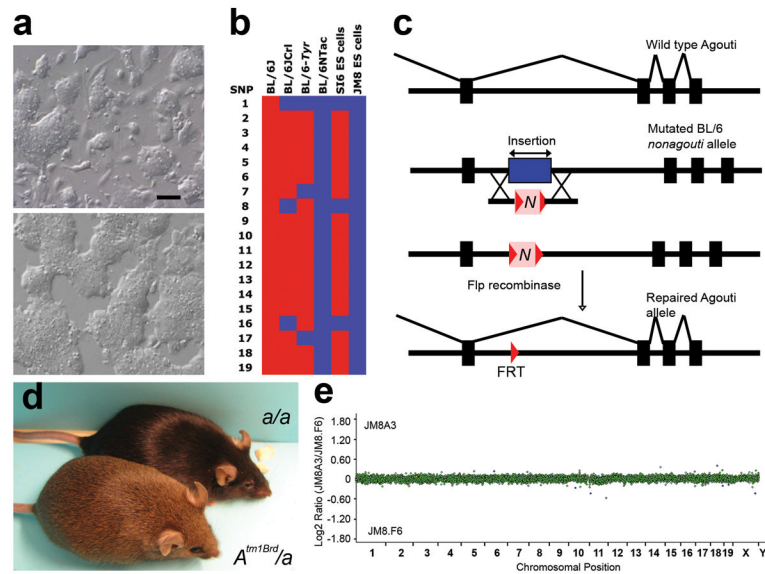 a
b
c
BL/6J
BL/6JCrl
BL/6-Tyr
BL/6NTac
SI6 ES cells
JM8 ES cells
SNP
1
2
3
4
5
6
7
8
9
10
11
12
13
14
15
16
17
18
19
Wild type Agouti
Mutated BL/6
nonagouti allele
Insertion
N
N
Flp recombinase
Repaired Agouti
allele
FRT
d
a/a
A tm1Brd/a
e
Log2 Ratio (JM8A3/JM8.F6)
1.80
1.20
0.60
0
-0.60
-1.20
-1.80
JM8A3
JM8.F6
1 2 3 4 5 6 7 8 9 10 11 12 13 14 15 16 17 1819 X Y
Chromosomal Position